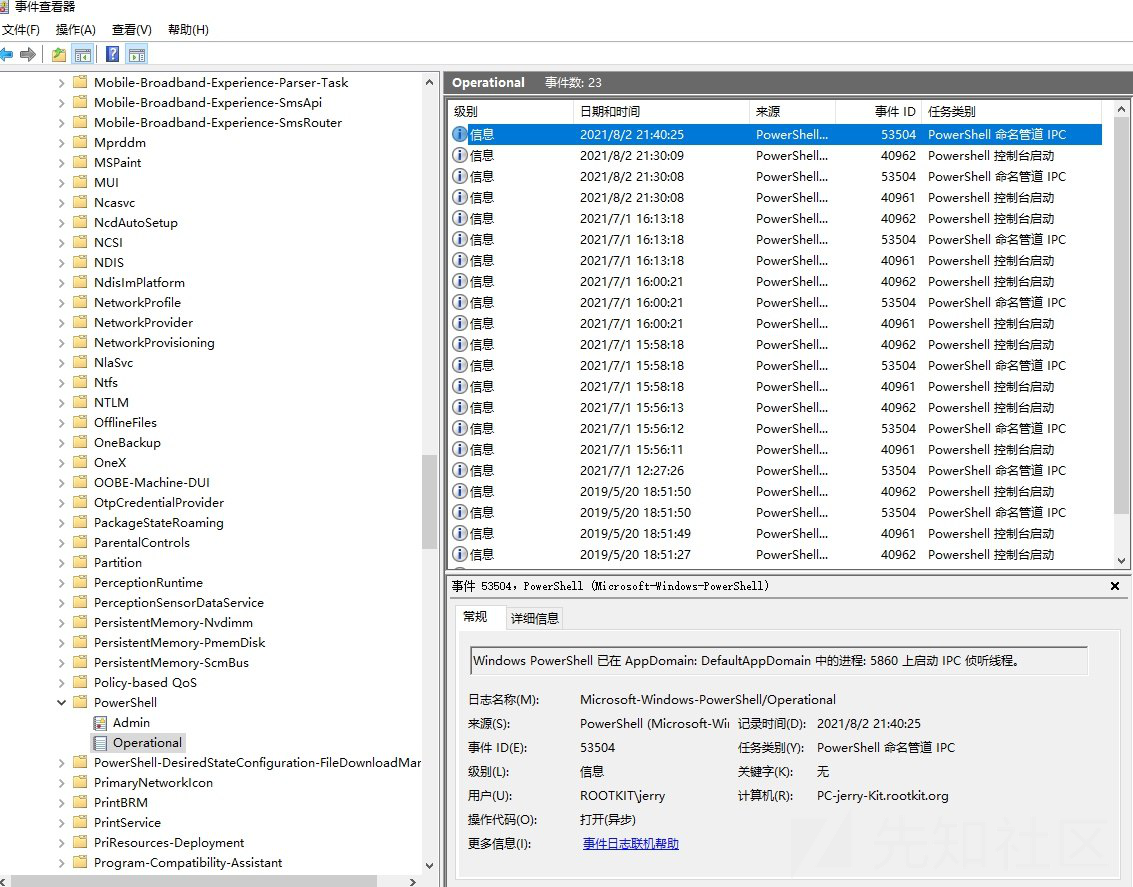 事件查看器
文件(F) 操作(A) 查看(V) 帮助(H)
Mobile-Broadband-Experience-Parser-Task
Mobile-Broadband-Experience-SmsApi
Mobile-Broadband-Experience-SmsRouter
Mprddm
MSPaint
MUI
Ncasvc
NcdAutoSetup
NCSI
NDIS
NdisImPlatform
NetworkProfile
NetworkProvider
NetworkProvisioning
NlaSvc
Ntfs
NTLM
OfflineFiles
OneBackup
OneX
OOBE-Machine-DUI
OtpCredentialProvider
PackageStateRoaming
ParentalControls
Partition
PerceptionRuntime
PerceptionSensorDataService
PersistentMemory-Nvdimm
PersistentMemory-PmemDisk
PersistentMemory-ScmBus
Policy-based QoS
PowerShell
Admin
Operational
PowerShell-DesiredStateConfiguration-FileDownloadMar
PrimaryNetworkIcon
PrintBRM
PrintService
PriResources-Deployment
Program-Compatibility-Assistant
Operational 事件数: 23
级别 日期和时间 来源 事件 ID 任务类别
信息 2021/8/2 21:40:25 PowerShell... 53504 PowerShell 命名管道 IPC
信息 2021/8/2 21:30:09 PowerShell... 40962 Powershell 控制台启动
信息 2021/8/2 21:30:08 PowerShell... 53504 PowerShell 命名管道 IPC
信息 2021/8/2 21:30:08 PowerShell... 40961 Powershell 控制台启动
信息 2021/7/1 16:13:18 PowerShell... 40962 Powershell 控制台启动
信息 2021/7/1 16:13:18 PowerShell... 53504 PowerShell 命名管道 IPC
信息 2021/7/1 16:13:18 PowerShell... 40961 Powershell 控制台启动
信息 2021/7/1 16:00:21 PowerShell... 40962 Powershell 控制台启动
信息 2021/7/1 16:00:21 PowerShell... 53504 PowerShell 命名管道 IPC
信息 2021/7/1 16:00:21 PowerShell... 40961 Powershell 控制台启动
信息 2021/7/1 15:58:18 PowerShell... 40962 Powershell 控制台启动
信息 2021/7/1 15:58:18 PowerShell... 53504 PowerShell 命名管道 IPC
信息 2021/7/1 15:58:18 PowerShell... 40961 Powershell 控制台启动
信息 2021/7/1 15:56:13 PowerShell... 40962 Powershell 控制台启动
信息 2021/7/1 15:56:12 PowerShell... 53504 PowerShell 命名管道 IPC
信息 2021/7/1 15:56:11 PowerShell... 40961 Powershell 控制台启动
信息 2021/7/1 12:27:26 PowerShell... 53504 PowerShell 命名管道 IPC
信息 2019/5/20 18:51:50 PowerShell... 40962 Powershell 控制台启动
信息 2019/5/20 18:51:50 PowerShell... 53504 PowerShell 命名管道 IPC
信息 2019/5/20 18:51:49 PowerShell... 40961 Powershell 控制台启动
信息 2019/5/20 18:51:27 PowerShell... 40962 Powershell 控制台启动
事件 53504，PowerShell (Microsoft-Windows-PowerShell)
常规 详细信息
Windows PowerShell 已在 AppDomain: DefaultAppDomain 中的进程: 5860 上启动 IPC 侦听线程。
日志名称(M): Microsoft-Windows-PowerShell/Operational
来源(S): PowerShell (Microsoft-Wi 记录时间(D): 2021/8/2 21:40:25
事件 ID(E): 53504 任务类别(Y): PowerShell 命名管道 IPC
级别(L): 信息 关键字(K): 无
用户(U): ROOTKIT\jerry 计算机(R): PC-jerry-Kit.rootkit.org
操作代码(O): 打开(异步)
更多信息(I): 事件日志联机帮助
先知社区